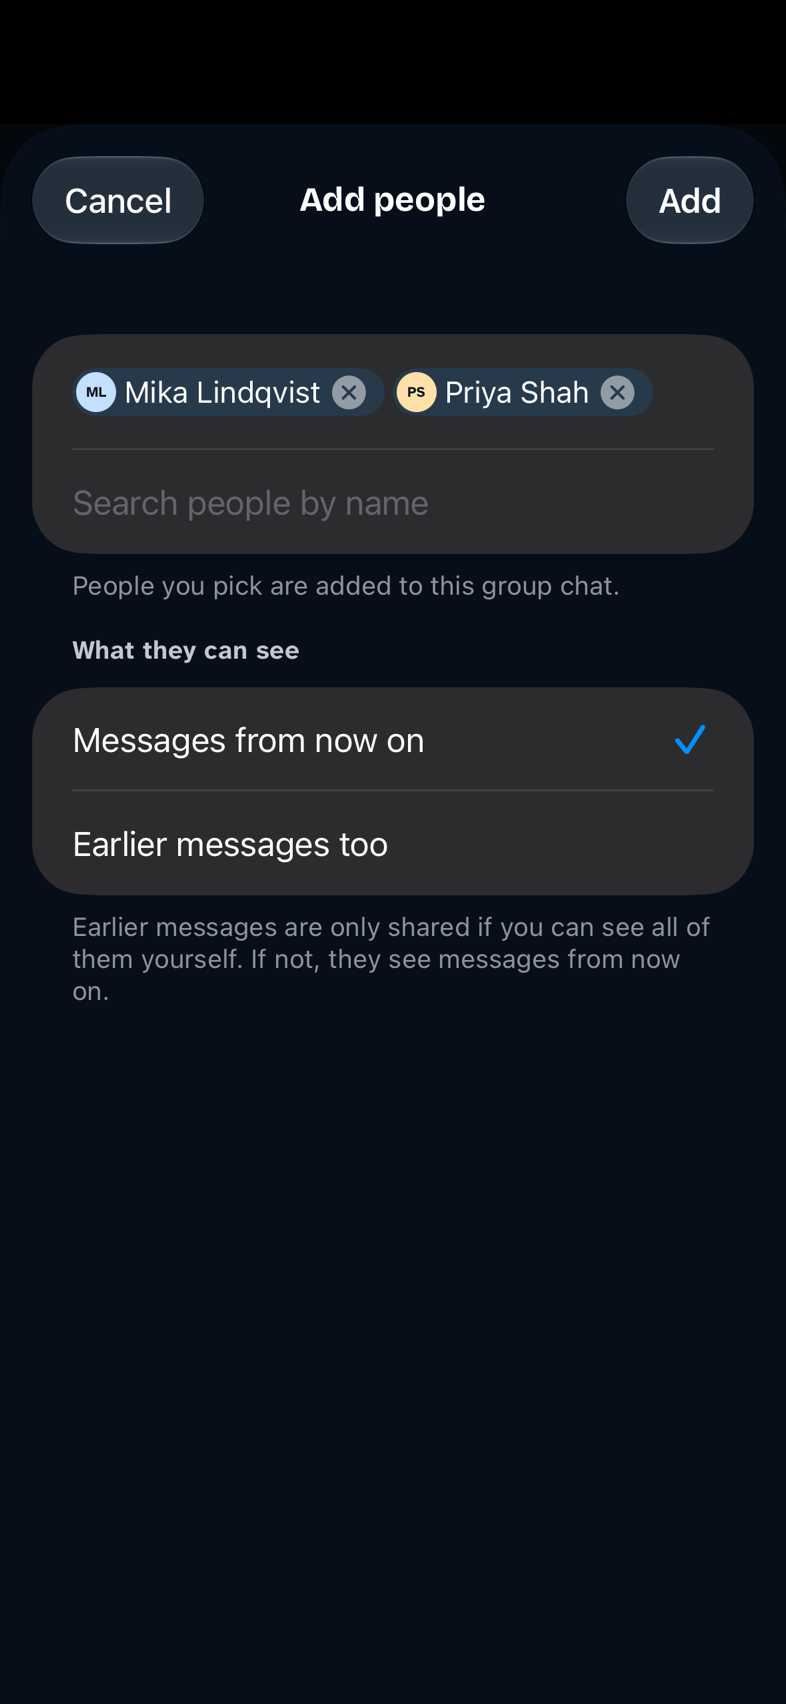 Cancel
Add people
Add
ML Mika Lindqvist PS Priya Shah
Search people by name
People you pick are added to this group chat.
What they can see
Messages from now on
Earlier messages too
Earlier messages are only shared if you can see all of
them yourself. If not, they see messages from now
on.